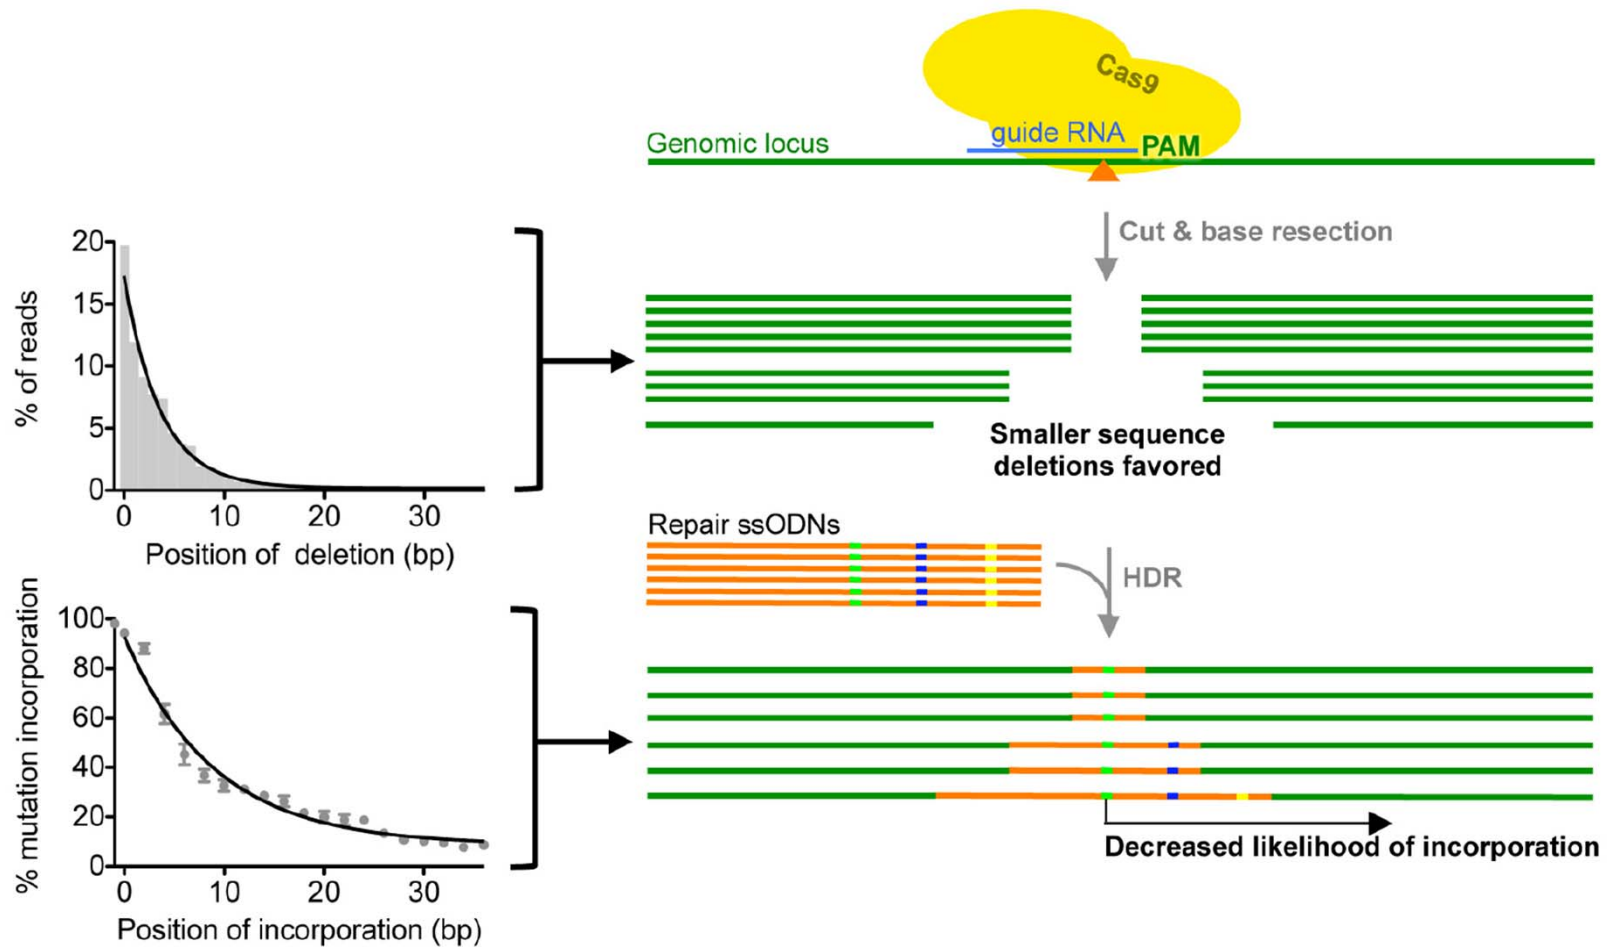 Cas9
guide RNA
PAM
Genomic locus
Cut & base resection
20
15
10
5
0
% of reads
0 10 20 30
Position of deletion (bp)
Smaller sequence
deletions favored
Repair ssODNs
HDR
100
80
60
40
20
0
% mutation incorporation
0 10 20 30
Position of incorporation (bp)
Decreased likelihood of incorporation